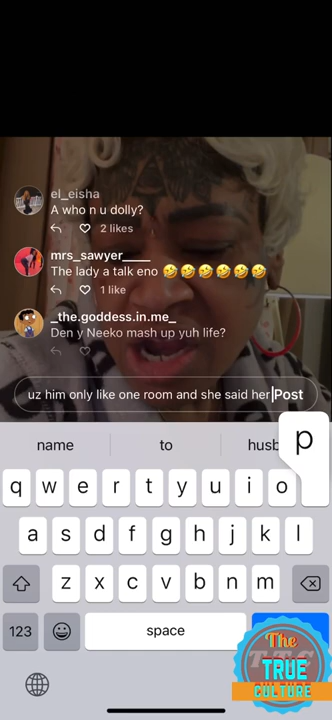 el_eisha
A who n u dolly?
2 likes
mrs_sawyer____
The lady a talk eno 🤣🤣🤣🤣🤣🤣
1 like
_the.goddess.in.me_
Den y Neeko mash up yuh life?
uz him only like one room and she said her Post
name to husb
p
q w e r t y u i o
a s d f g h j k l
z x c v b n m
123 space
The
TRUE
CULTURE